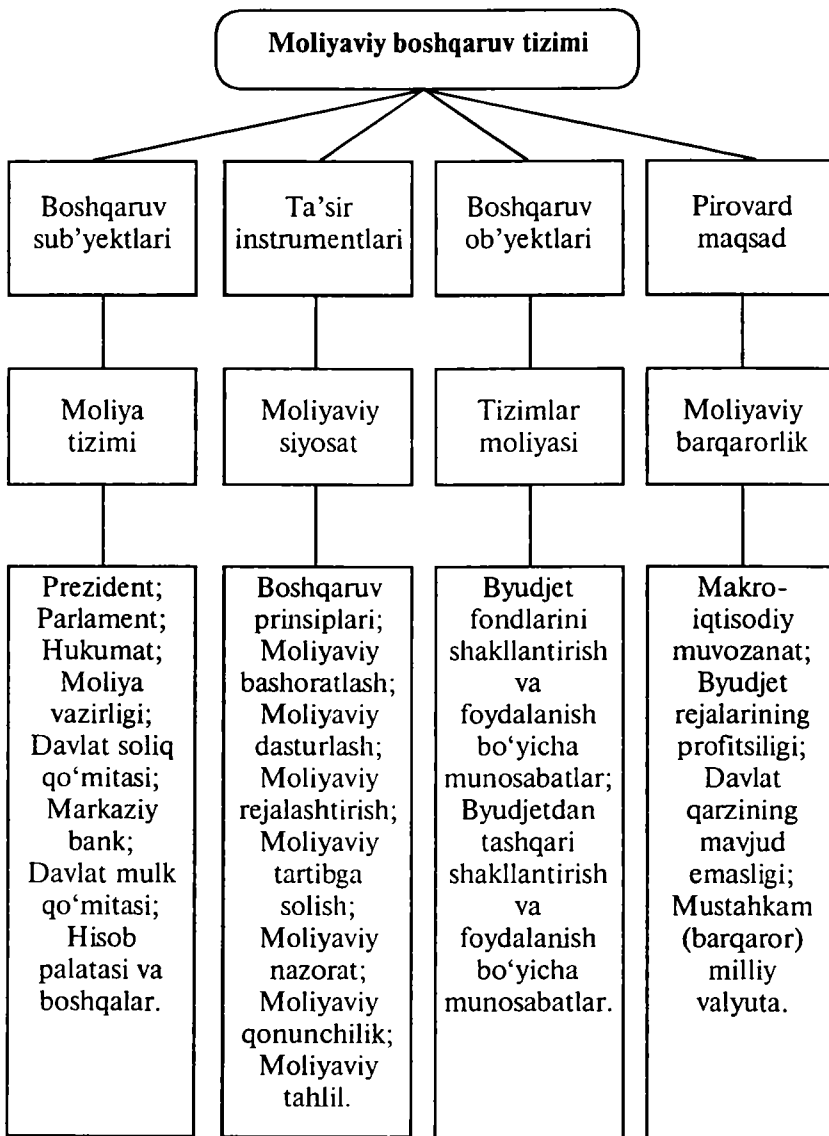 Moliyaviy boshqaruv tizimi
Boshqaruv
sub'yektlari
Ta'sir
instrumentlari
Boshqaruv
ob'yektlari
Pirovard
maqsad
Moliya
tizimi
Moliyaviy
siyosat
Tizimlar
moliyasi
Moliyaviy
barqarorlik
Prezident;
Parlament;
Hukumat;
Moliya
vazirligi;
Davlat soliq
qo‘mitasi;
Markaziy
bank;
Davlat mulk
qo‘mitasi;
Hisob
palatasi va
boshqalar.
Boshqaruv
prinsiplari;
Moliyaviy
bashoratlash;
Moliyaviy
dasturlash;
Moliyaviy
rejalashtirish;
Moliyaviy
tartibga
solish;
Moliyaviy
nazorat;
Moliyaviy
qonunchilik;
Moliyaviy
tahlil.
Byudjet
fondlarini
shakllantirish
va
foydalanish
bo‘yicha
munosabatlar;
Byudjetdan
tashqari
shakllantirish
va
foydalanish
bo‘yicha
munosabatlar.
Makro-
iqtisodiy
muvozanat;
Byudjet
rejalarining
profitsiligi;
Davlat
qarzining
mavjud
emasligi;
Mustahkam
(barqaror)
milliy
valyuta.